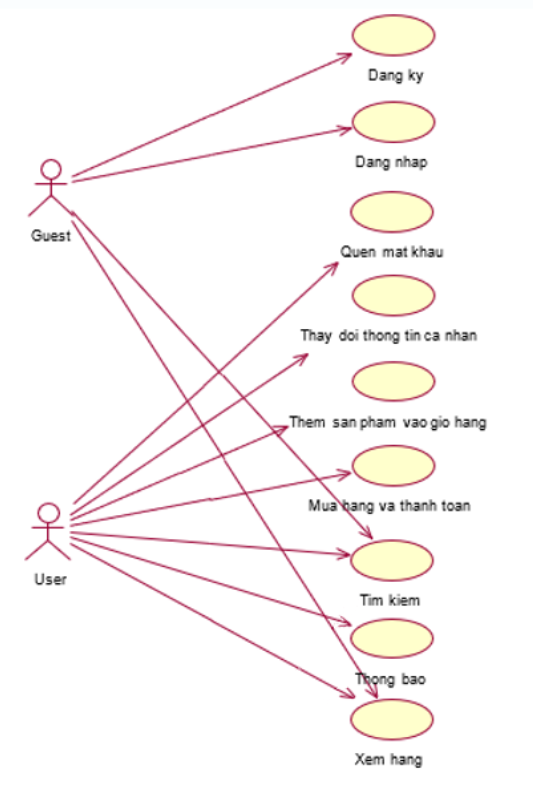 Dang ky
Dang nhap
Guest
Quen mat khau
Thay doi thong tin ca nhan
Them san pham vao gio hang
Mua hang va thanh toan
User
Tim kiem
Thong bao
Xem hang